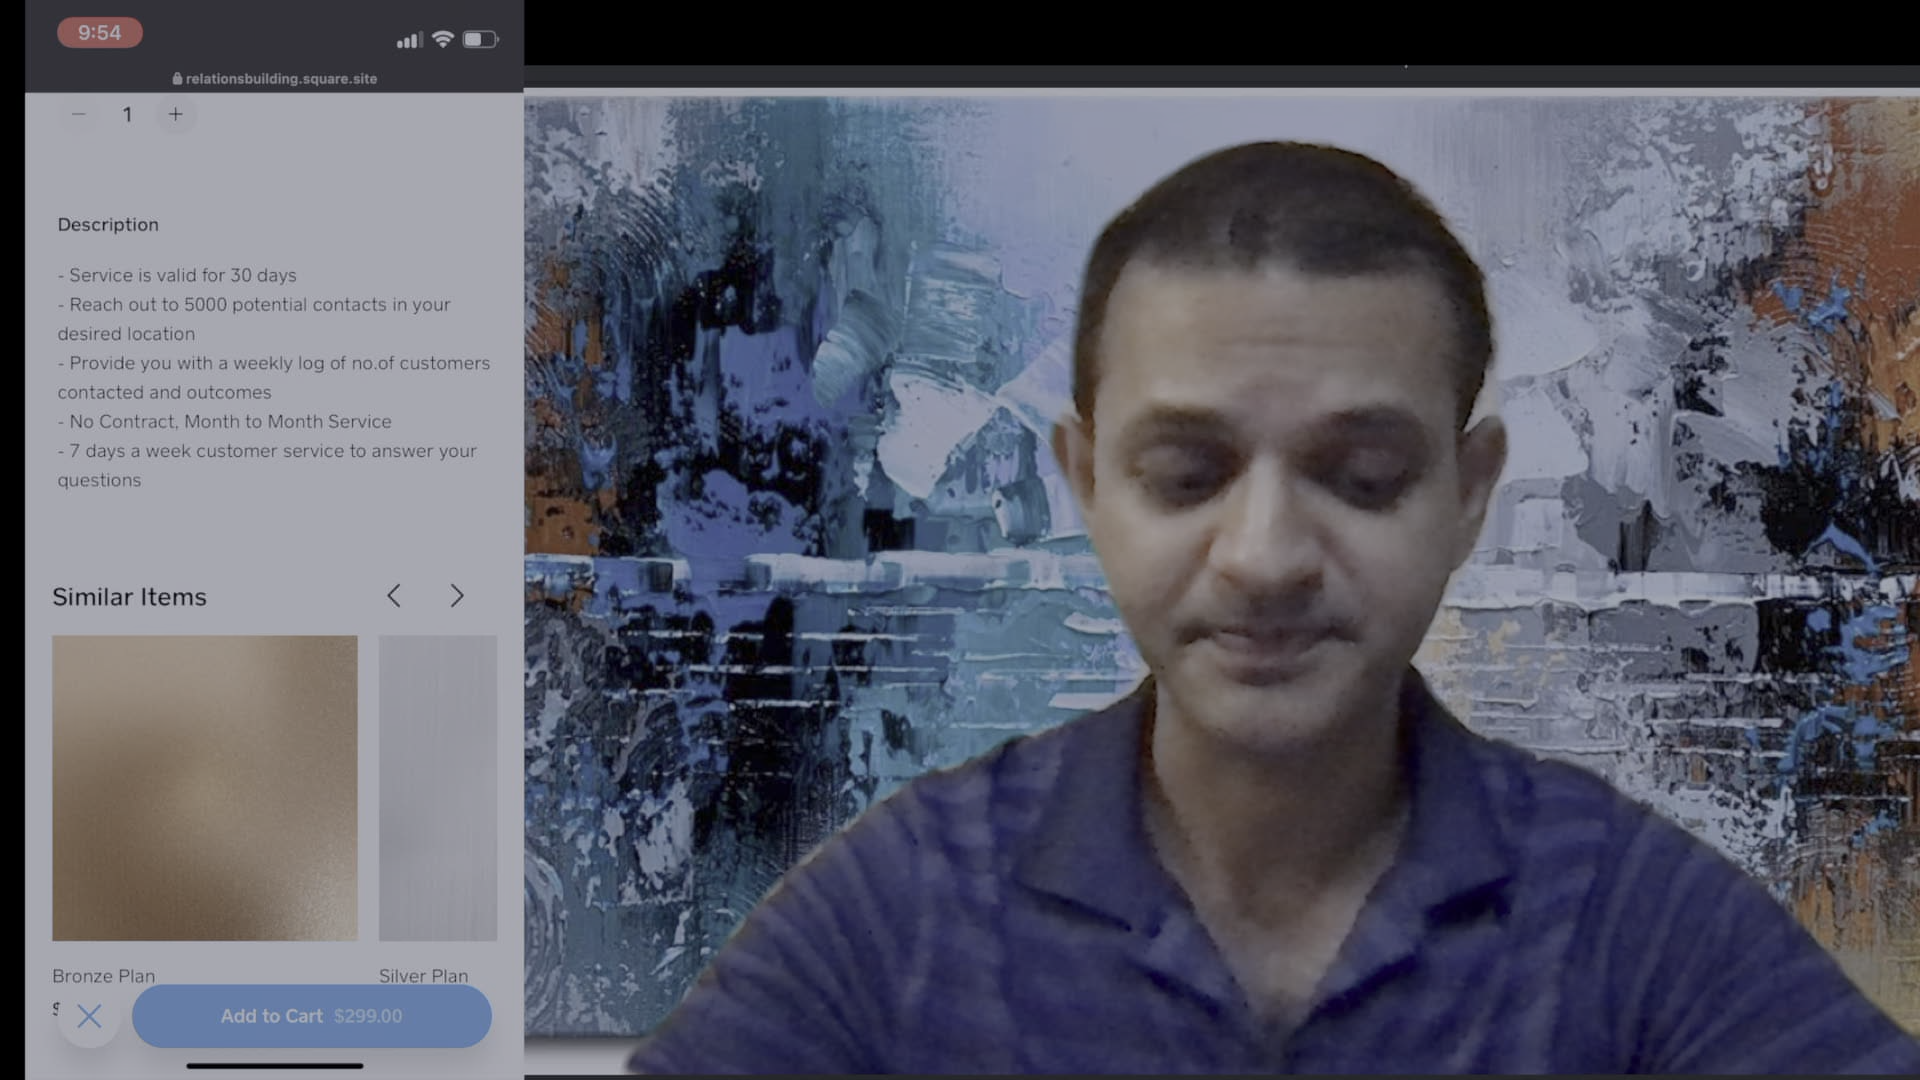 9:54
relationsbuilding.square.site
1
Description
- Service is valid for 30 days
- Reach out to 5000 potential contacts in your
desired location
- Provide you with a weekly log of no.of customers
contacted and outcomes
- No Contract, Month to Month Service
- 7 days a week customer service to answer your
questions
Similar Items
Bronze Plan
Silver Plan
$
Add to Cart $299.00